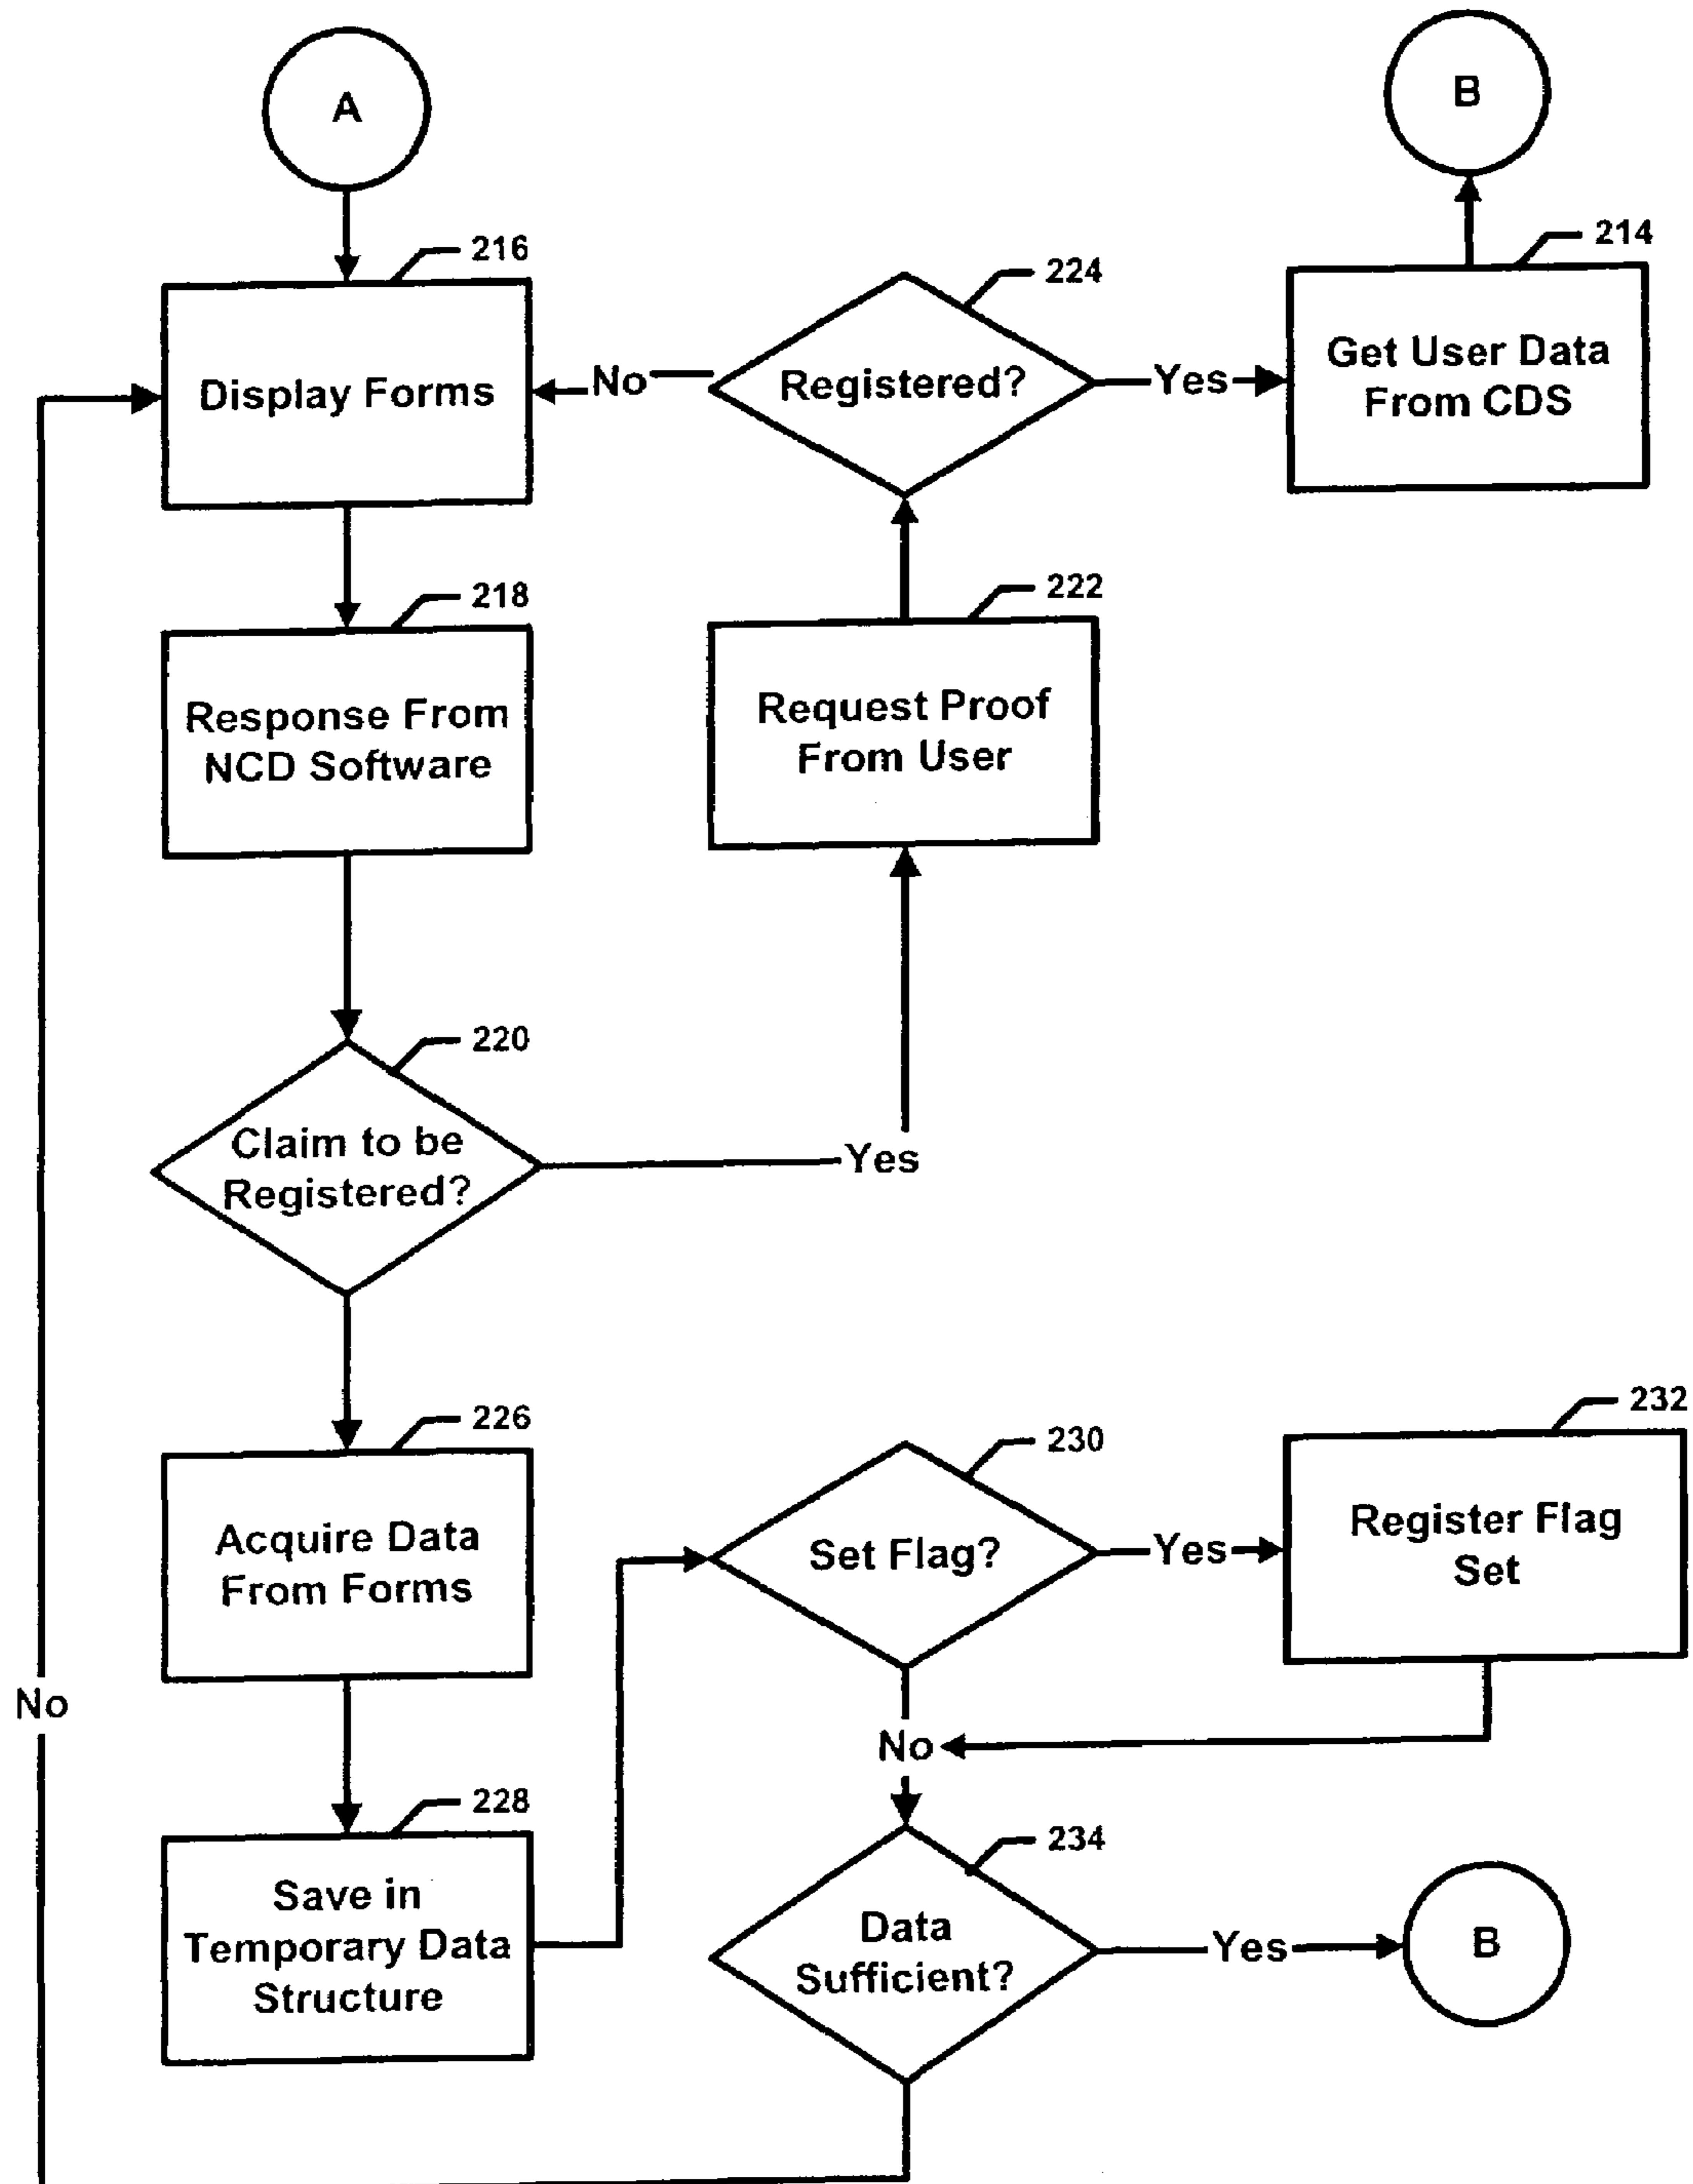 A
B
216
214
224
Display Forms
No
Registered?
Yes
Get User Data
From CDS
218
222
Response From
NCD Software
Request Proof
From User
220
Claim to be
Registered?
Yes
226
230
232
Acquire Data
From Forms
Set Flag?
Yes
Register Flag
Set
No
No
228
234
Save in
Temporary Data
Structure
Data
Sufficient?
Yes
B